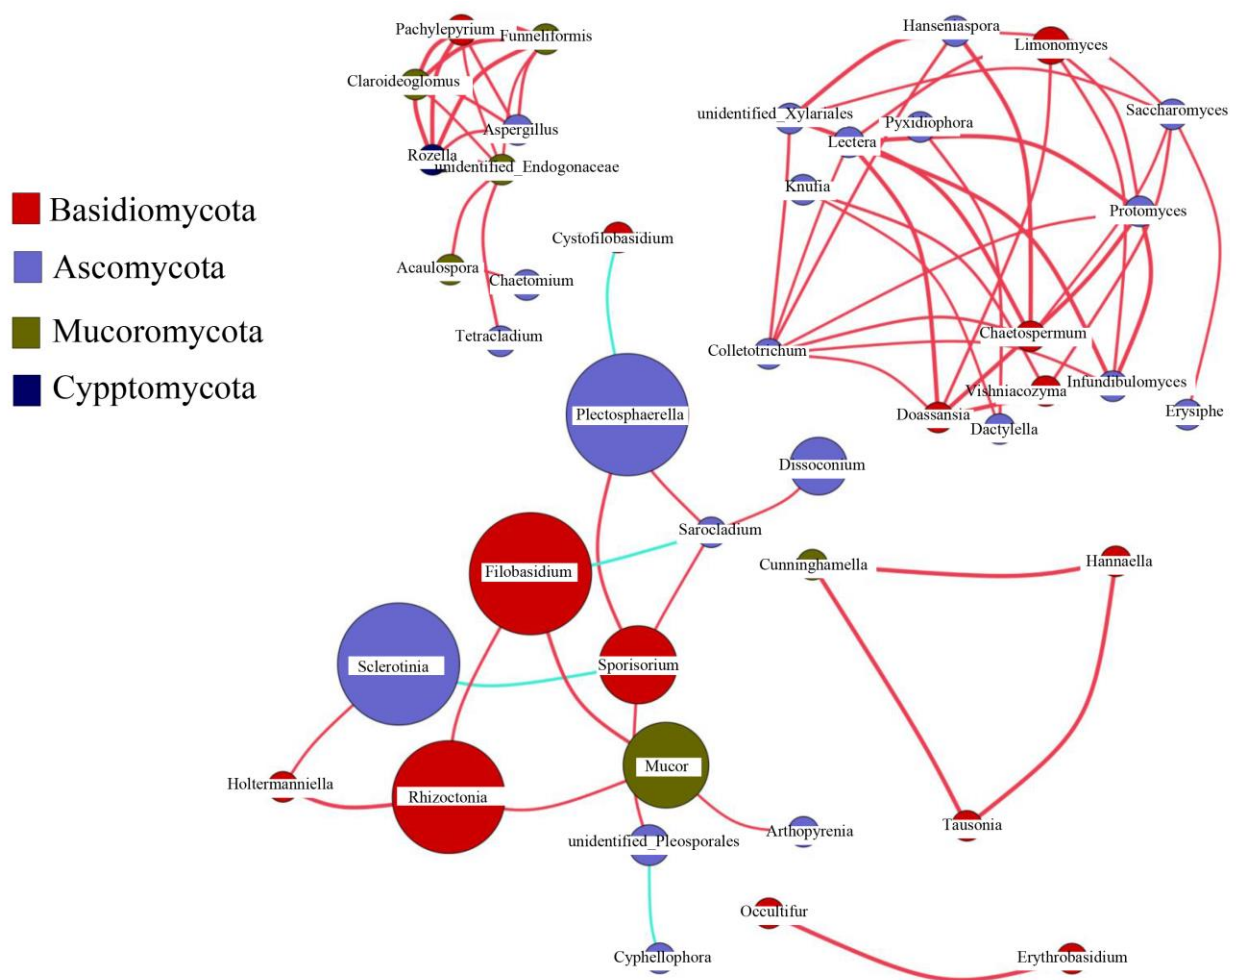 Pachylepyrium
Funneliformis
Claroideoglomus
Aspergillus
Rozella
unidentified_Endogonaceae
Acaulospora
Chaetomium
Tetracladium
Hanseniaspora
Limonomyces
unidentified_Xylariales
Pyxidiophora
Saccharomyces
Lectera
Knufia
Protomyces
Colletotrichum
Chaetospermum
Vishniacozyma
Infundibulomyces
Doassansia
Dactylella
Erysiphe
Basidiomycota
Ascomycota
Mucoromycota
Cypptomycota
Cystofilobasidium
Plectosphaerella
Dissoconium
Sarocladium
Filobasidium
Sclerotinia
Sporisorium
Mucor
Holtermanniella
Rhizoctonia
unidentified_Pleosporales
Arthopyrenia
Cyphellophora
Cunninghamella
Hannaella
Tausonia
Occultifur
Erythrobasidium